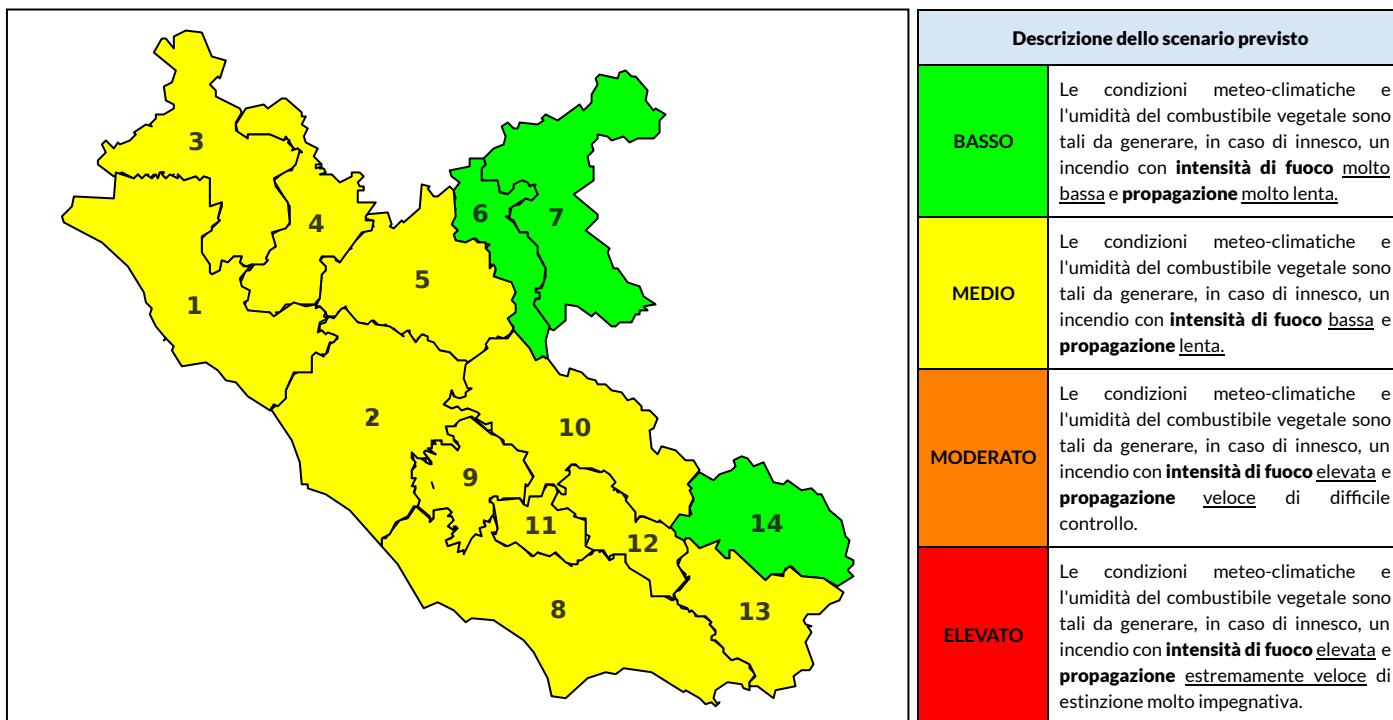 3
4
6
7
5
1
2
10
9
14
11
12
8
13
Descrizione dello scenario previsto
BASSO
Le condizioni meteo-climatiche e
l'umidità del combustibile vegetale sono
tali da generare, in caso di innesco, un
incendio con intensità di fuoco molto
bassa e propagazione molto lenta.
MEDIO
Le condizioni meteo-climatiche e
l'umidità del combustibile vegetale sono
tali da generare, in caso di innesco, un
incendio con intensità di fuoco bassa e
propagazione lenta.
MODERATO
Le condizioni meteo-climatiche e
l'umidità del combustibile vegetale sono
tali da generare, in caso di innesco, un
incendio con intensità di fuoco elevata e
propagazione veloce di difficile
controllo.
ELEVATO
Le condizioni meteo-climatiche e
l'umidità del combustibile vegetale sono
tali da generare, in caso di innesco, un
incendio con intensità di fuoco elevata e
propagazione estremamente veloce di
estinzione molto impegnativa.